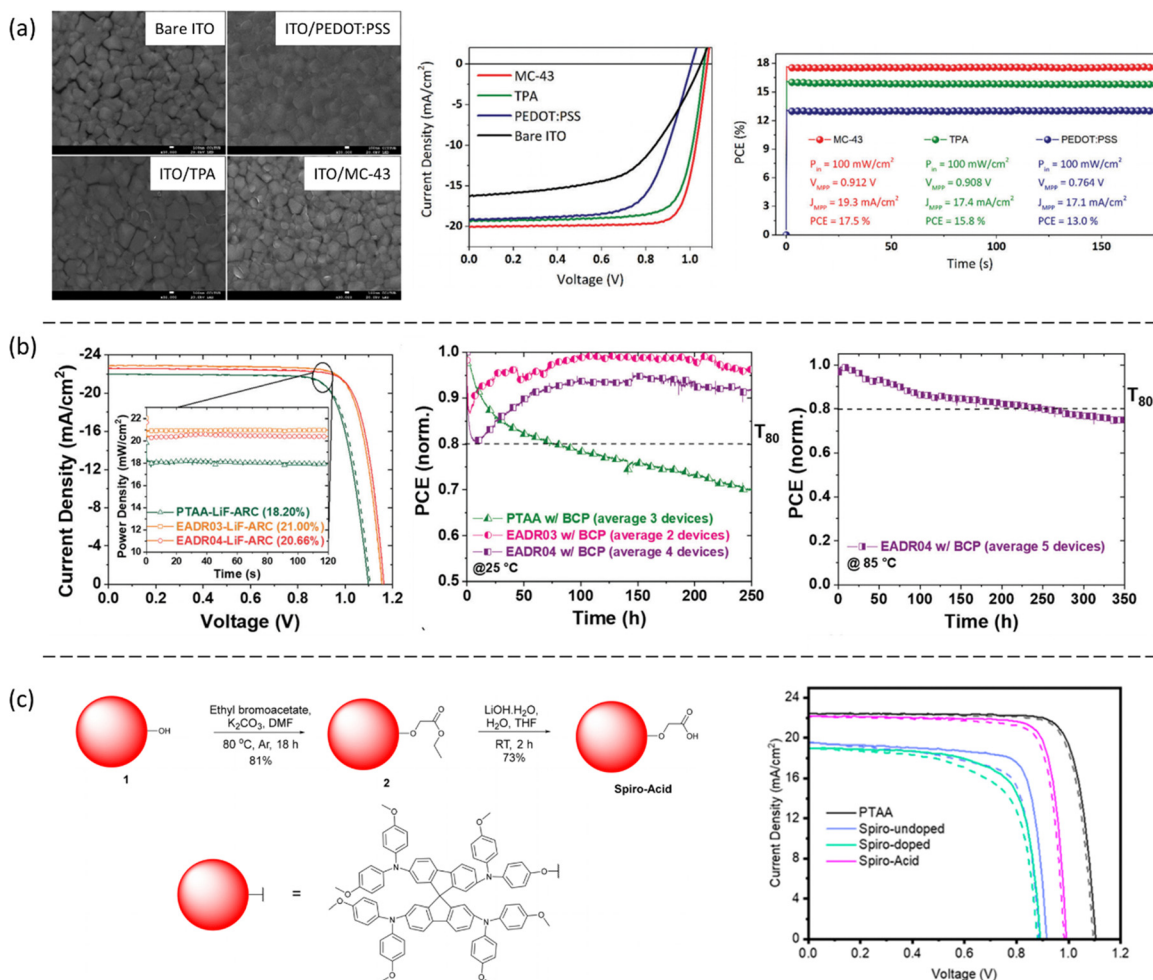 (a)
Bare ITO
ITO/PEDOT:PSS
ITO/TPA
ITO/MC-43
Current Density (mA/cm²)
0
-5
-10
-15
-20
MC-43
TPA
PEDOT:PSS
Bare ITO
0.0 0.2 0.4 0.6 0.8 1.0
Voltage (V)
PCE (%)
18
15
12
9
6
3
0
MC-43 TPA PEDOT:PSS
P_in = 100 mW/cm² P_in = 100 mW/cm² P_in = 100 mW/cm²
V_MPP = 0.912 V V_MPP = 0.908 V V_MPP = 0.764 V
J_MPP = 19.3 mA/cm² J_MPP = 17.4 mA/cm² J_MPP = 17.1 mA/cm²
PCE = 17.5 % PCE = 15.8 % PCE = 13.0 %
0 50 100 150
Time (s)
(b)
Current Density (mA/cm²)
-24
-20
-16
-12
-8
-4
0
Power Density (mW/cm²)
22
20
18
16
14
12
10
PTAA-LiF-ARC (18.20%)
EADR03-LiF-ARC (21.00%)
EADR04-LiF-ARC (20.66%)
0 20 40 60 80 100 120
Time (s)
0.0 0.2 0.4 0.6 0.8 1.0 1.2
Voltage (V)
PCE (norm.)
1.0
0.9
0.8
0.7
0.6
0.5
T80
PTAA w/ BCP (average 3 devices)
EADR03 w/ BCP (average 2 devices)
EADR04 w/ BCP (average 4 devices)
@25 °C
0 50 100 150 200 250
Time (h)
PCE (norm.)
1.0
0.8
0.6
0.4
0.2
0.0
T80
EADR04 w/ BCP (average 5 devices)
@ 85 °C
0 50 100 150 200 250 300 350
Time (h)
(c)
OH
1
Ethyl bromoacetate,
K₂CO₃, DMF
80 °C, Ar, 18 h
81%
O
O
O
2
LiOH.H₂O,
H₂O, THF
RT, 2 h
73%
O
O
OH
Spiro-Acid
=
O
O
O
O
N
N
O
O
N
N
O
O
Current Density (mA/cm²)
24
20
16
12
8
4
0
PTAA
Spiro-undoped
Spiro-doped
Spiro-Acid
0.0 0.2 0.4 0.6 0.8 1.0 1.2
Voltage (V)